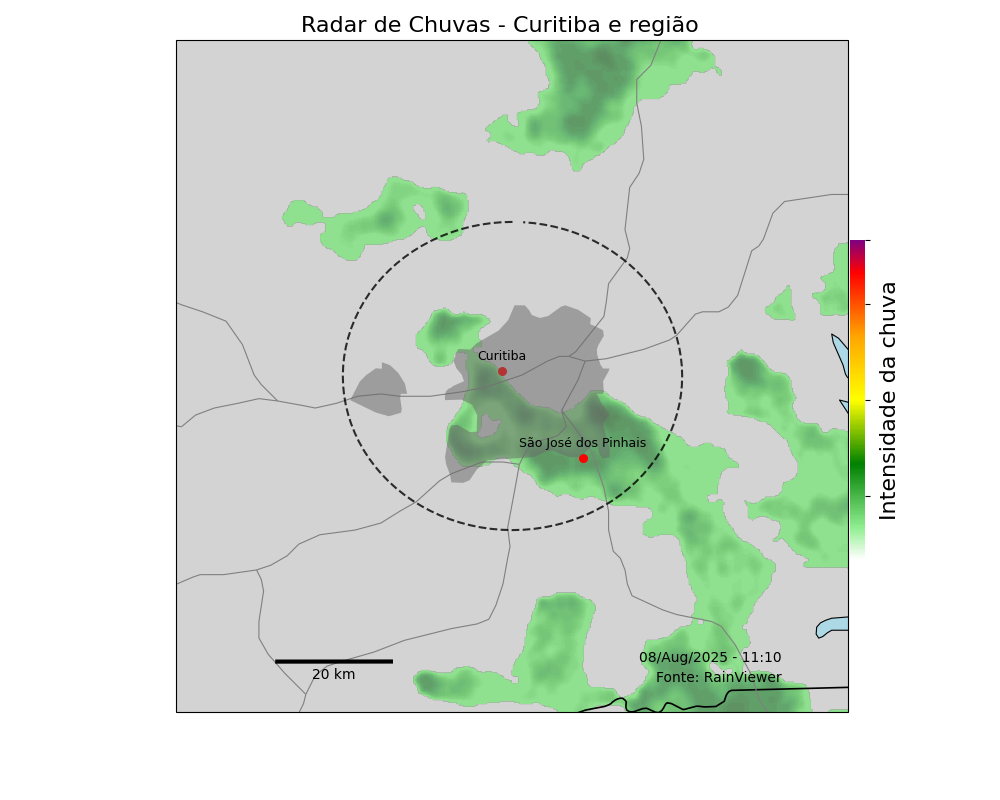 Radar de Chuvas - Curitiba e região
Curitiba
São José dos Pinhais
Intensidade da chuva
08/Aug/2025 - 11:10
Fonte: RainViewer
20 km